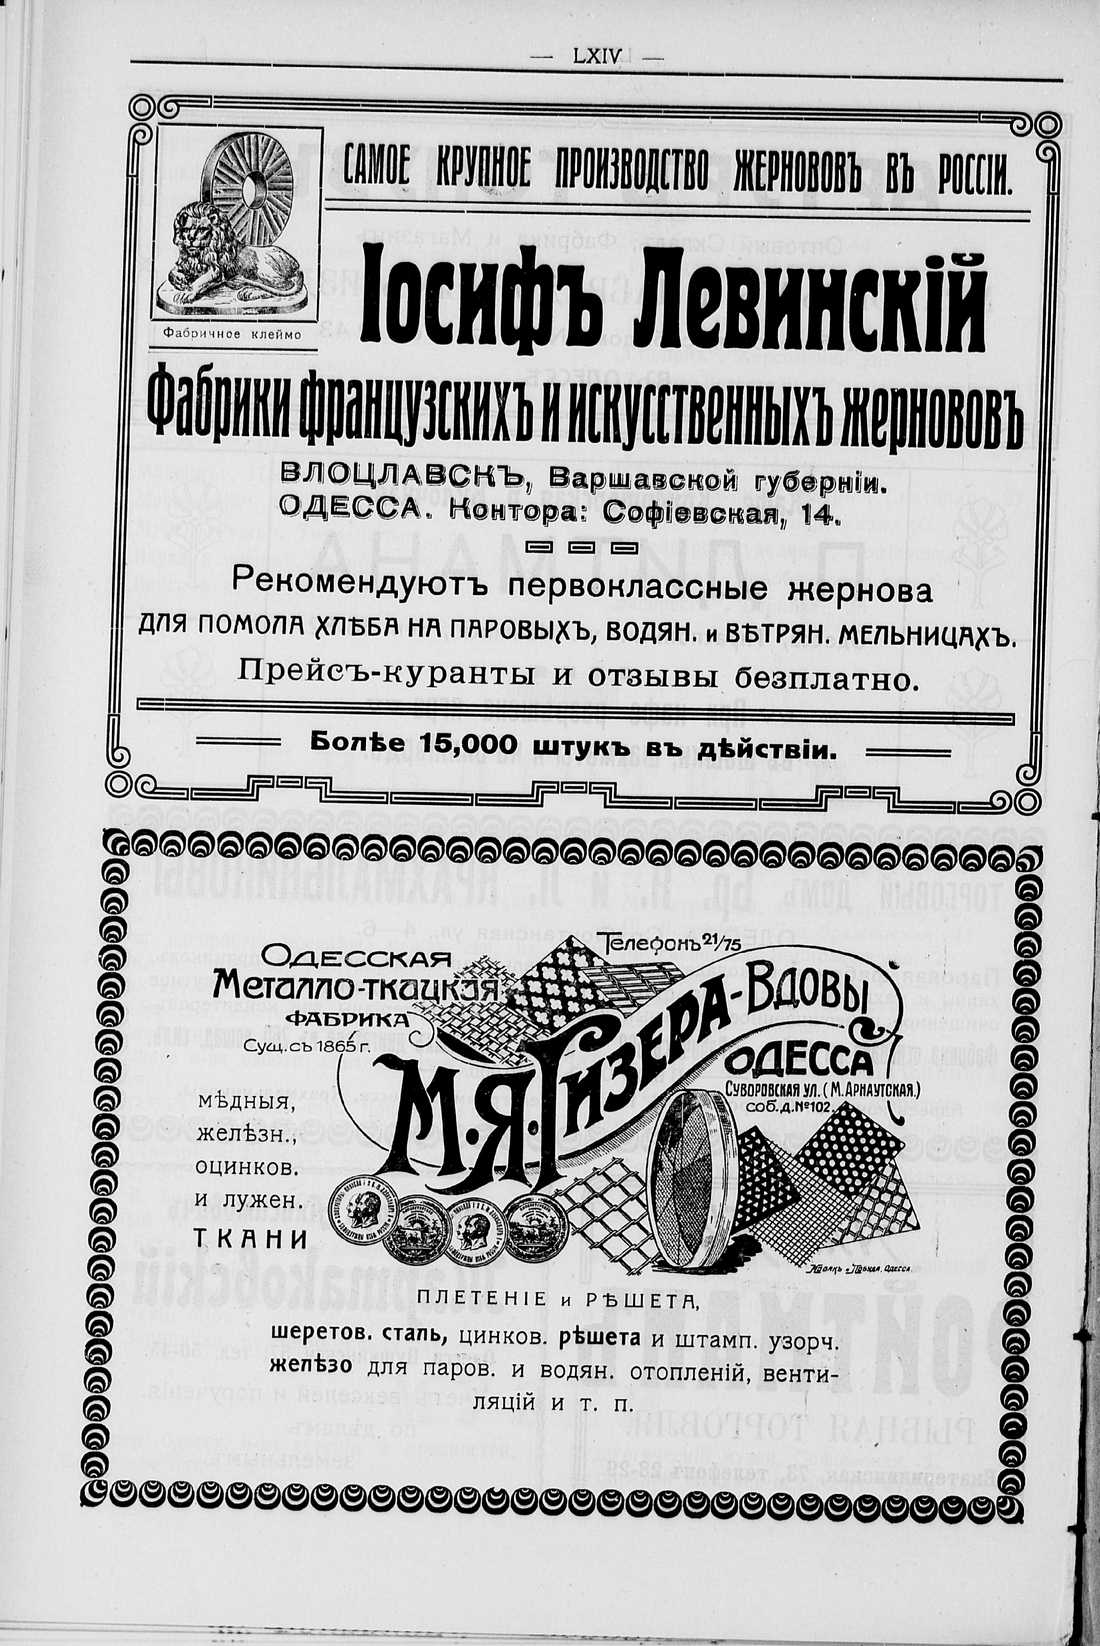 — LXIV —
САМОЕ КРУПНОЕ ПРОИЗВОДСТВО ЖЕРНОВОВЪ ВЪ РОССІИ.
Фабричное клеймо
Іосифъ Левинскій
Фабрики французскихъ и искусственныхъ жернововъ
ВЛОЦЛАВСКЪ, Варшавской губерніи.
ОДЕССА. Контора: Софіевская, 14.
Рекомендуютъ первоклассные жернова
ДЛЯ ПОМОЛА ХЛѢБА НА ПАРОВЫХЪ, ВОДЯН. и ВѢТРЯН. МЕЛЬНИЦАХЪ.
Прейсъ-куранты и отзывы безплатно.
Болѣе 15,000 штукъ въ дѣйствіи.
ОДЕССКАЯ
МЕТАЛЛО-ТКАЦКАЯ
ФАБРИКА
Сущ. съ 1865 г.
Телефонъ 21/75
М.Я. ГИЗЕРА-ВДОВЫ
ОДЕССА
СУВОРОВСКАЯ УЛ. (М. АРНАУТСКАЯ.)
СОБ. Д. № 102.
МѢДНЫЯ,
желѣзн.,
оцинков.
и лужен.
ТКАНИ
ПЛЕТЕНІЕ и РѢШЕТА,
шеретов. сталь, цинков. рѣшета и штамп. узорч.
желѣзо для паров. и водян. отопленій, венти-
ляцій и т. п.